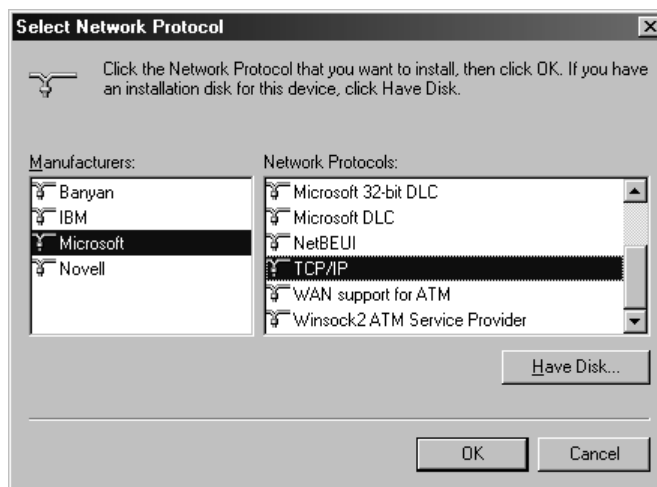 Select Network Protocol
Click the Network Protocol that you want to install, then click OK. If you have
an installation disk for this device, click Have Disk.
Manufacturers:
Banyan
IBM
Microsoft
Novell
Network Protocols:
Microsoft 32-bit DLC
Microsoft DLC
NetBEUI
TCP/IP
WAN support for ATM
Winsock2 ATM Service Provider
Have Disk...
OK
Cancel